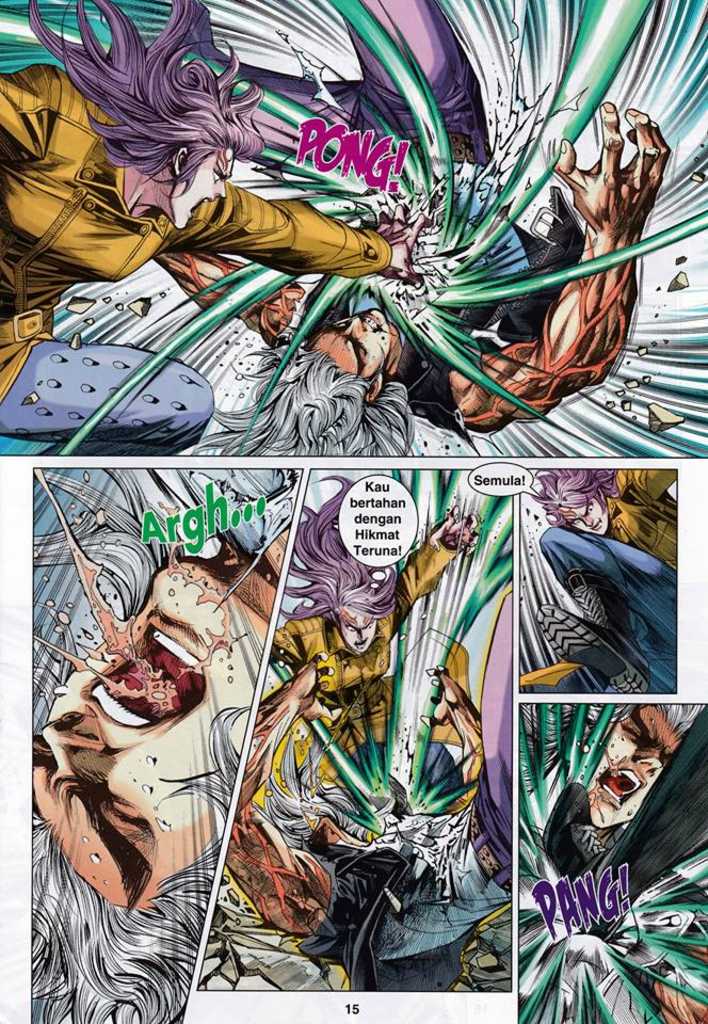 PONG!
Argh...
Kau
bertahan
dengan
Hikmat
Teruna!
Semula!
PANG!
15